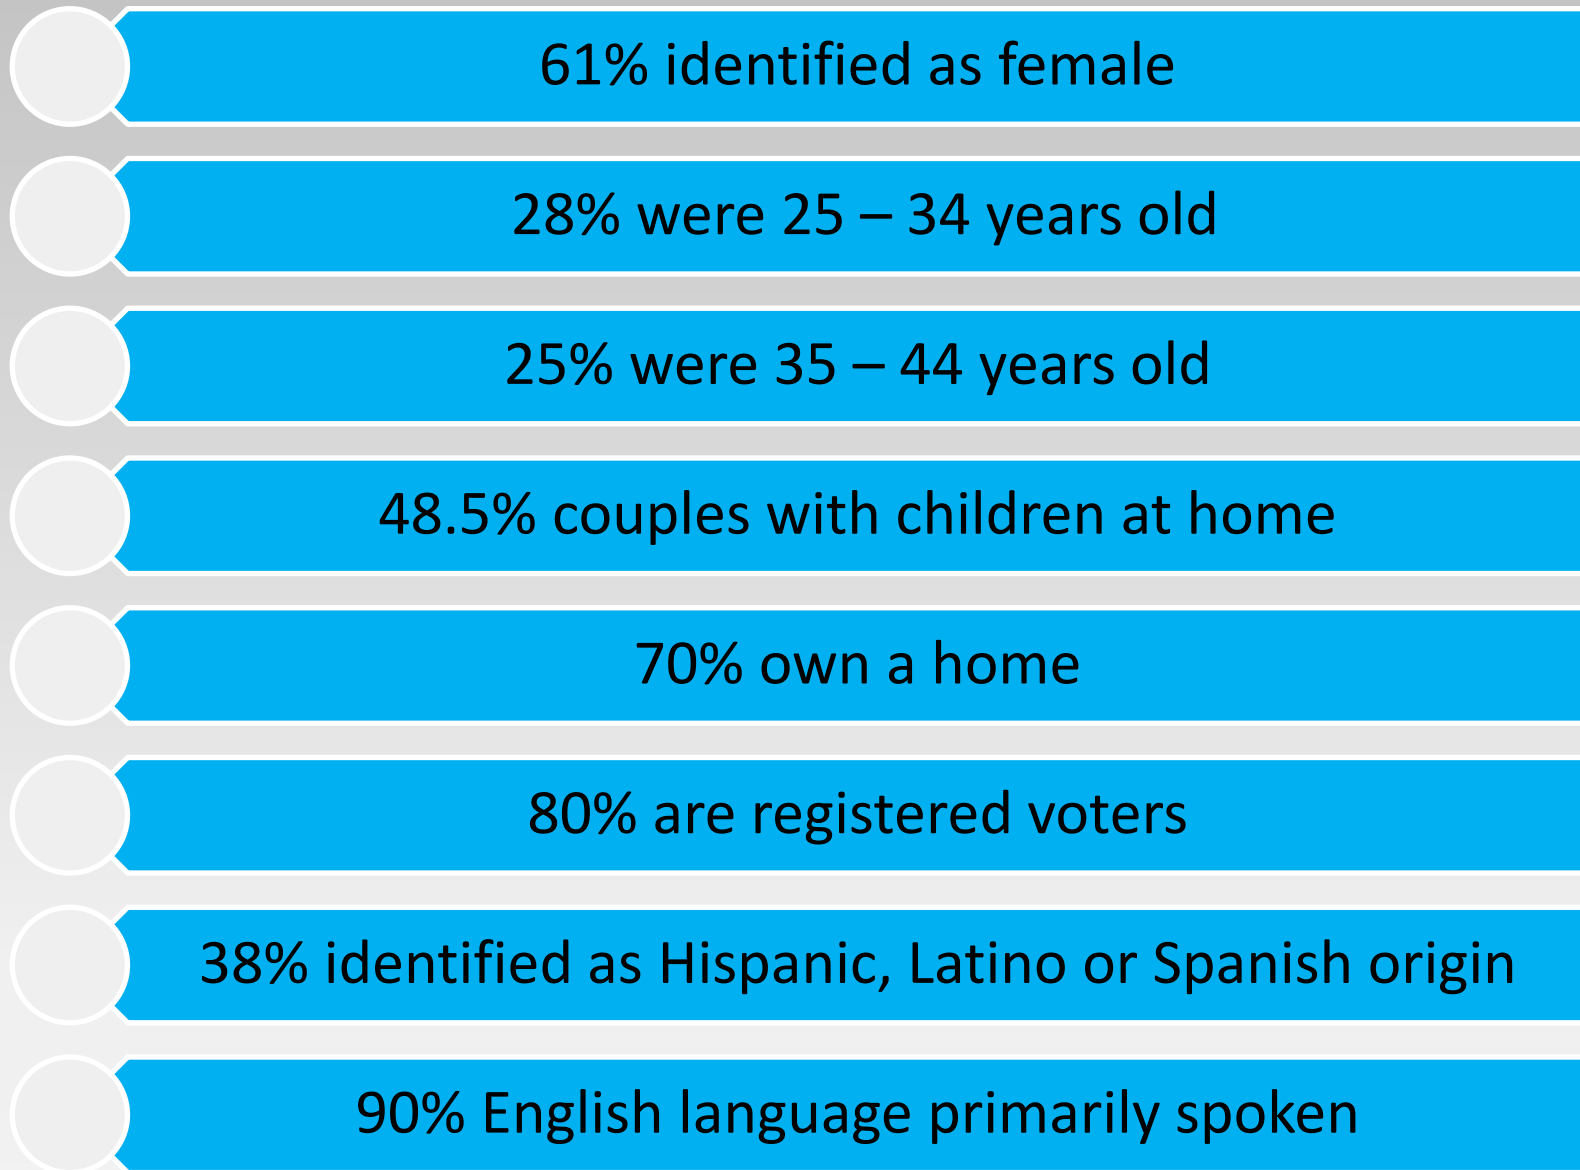 61% identified as female
28% were 25 – 34 years old
25% were 35 – 44 years old
48.5% couples with children at home
70% own a home
80% are registered voters
38% identified as Hispanic, Latino or Spanish origin
90% English language primarily spoken